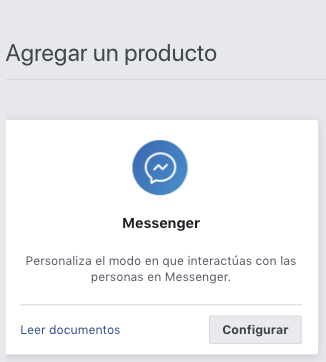 Agregar un producto
Messenger
Personaliza el modo en que interactúas con las
personas en Messenger.
Leer documentos
Configurar